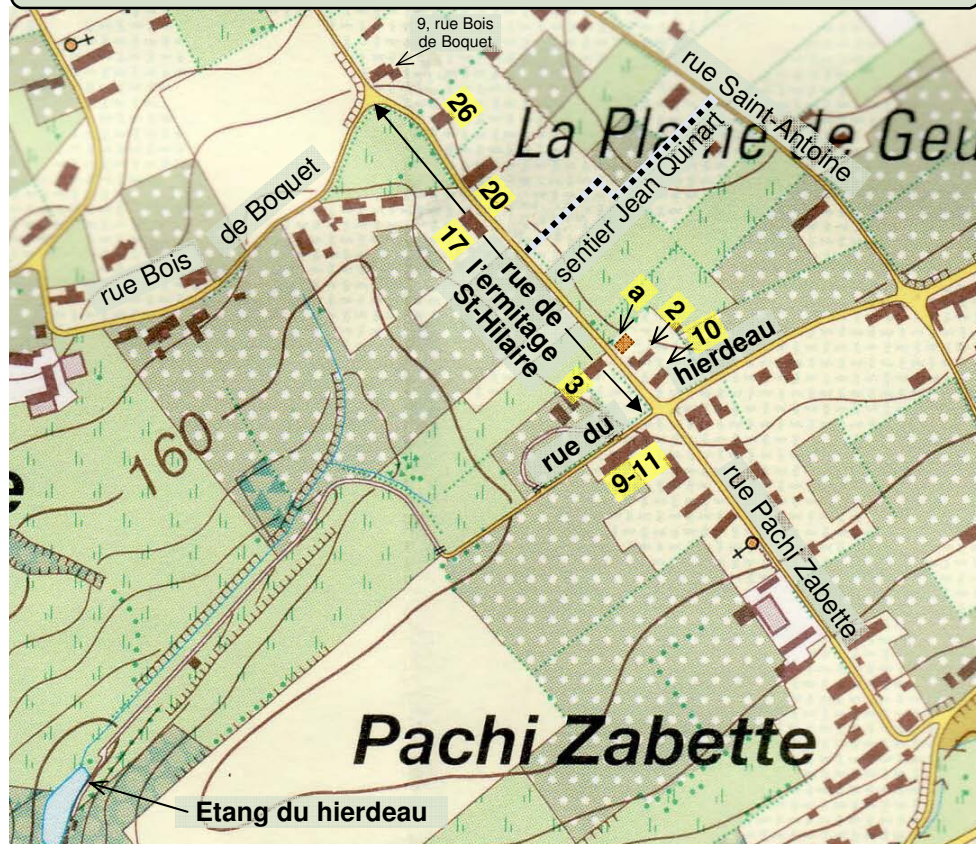 9, rue Bois
de Boquet
26
rue Saint-Antoine
La Plaine de Geu
sentier Jean Quinart
20
17
rue Bois de Boquet
rue de
l'ermitage
St-Hilaire
a
2
10
rue du hierdeau
3
9-11
160
e
rue Pachi Zabette
Pachi Zabette
Etang du hierdeau